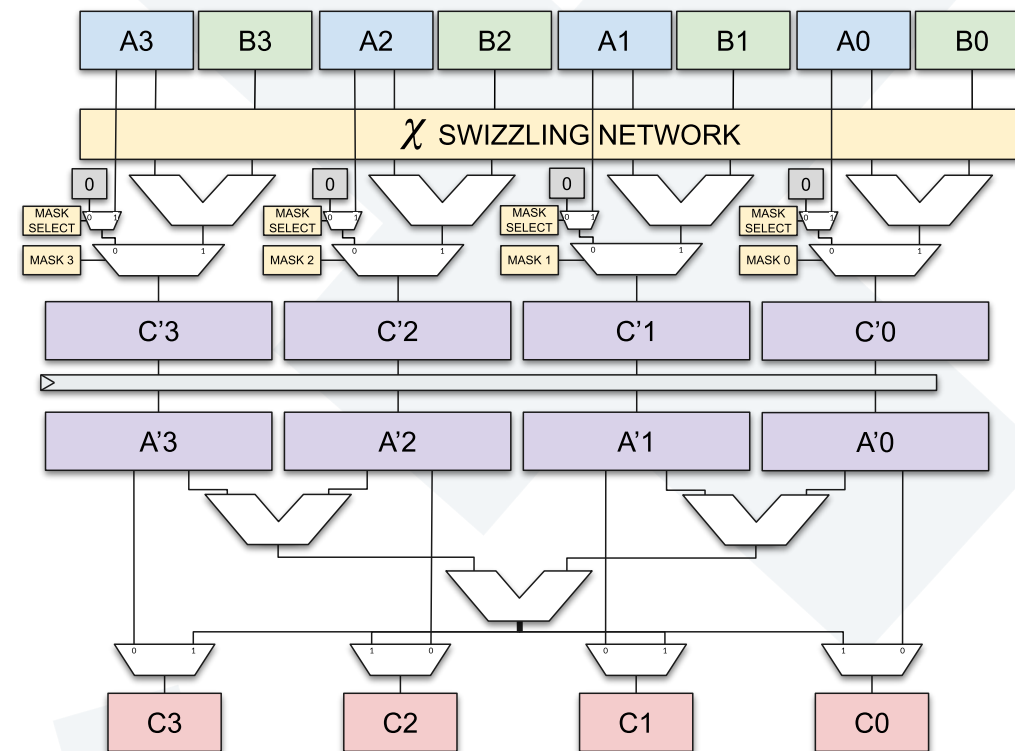 A3 B3 A2 B2 A1 B1 A0 B0
χ SWIZZLING NETWORK
0 0 0 0
MASK SELECT 0 1 MASK SELECT 0 1 MASK SELECT 0 1 MASK SELECT 0 1
MASK 3 0 1 MASK 2 0 1 MASK 1 0 1 MASK 0 0 1
C'3 C'2 C'1 C'0
A'3 A'2 A'1 A'0
0 1 1 0 0 1 1 0
C3 C2 C1 C0